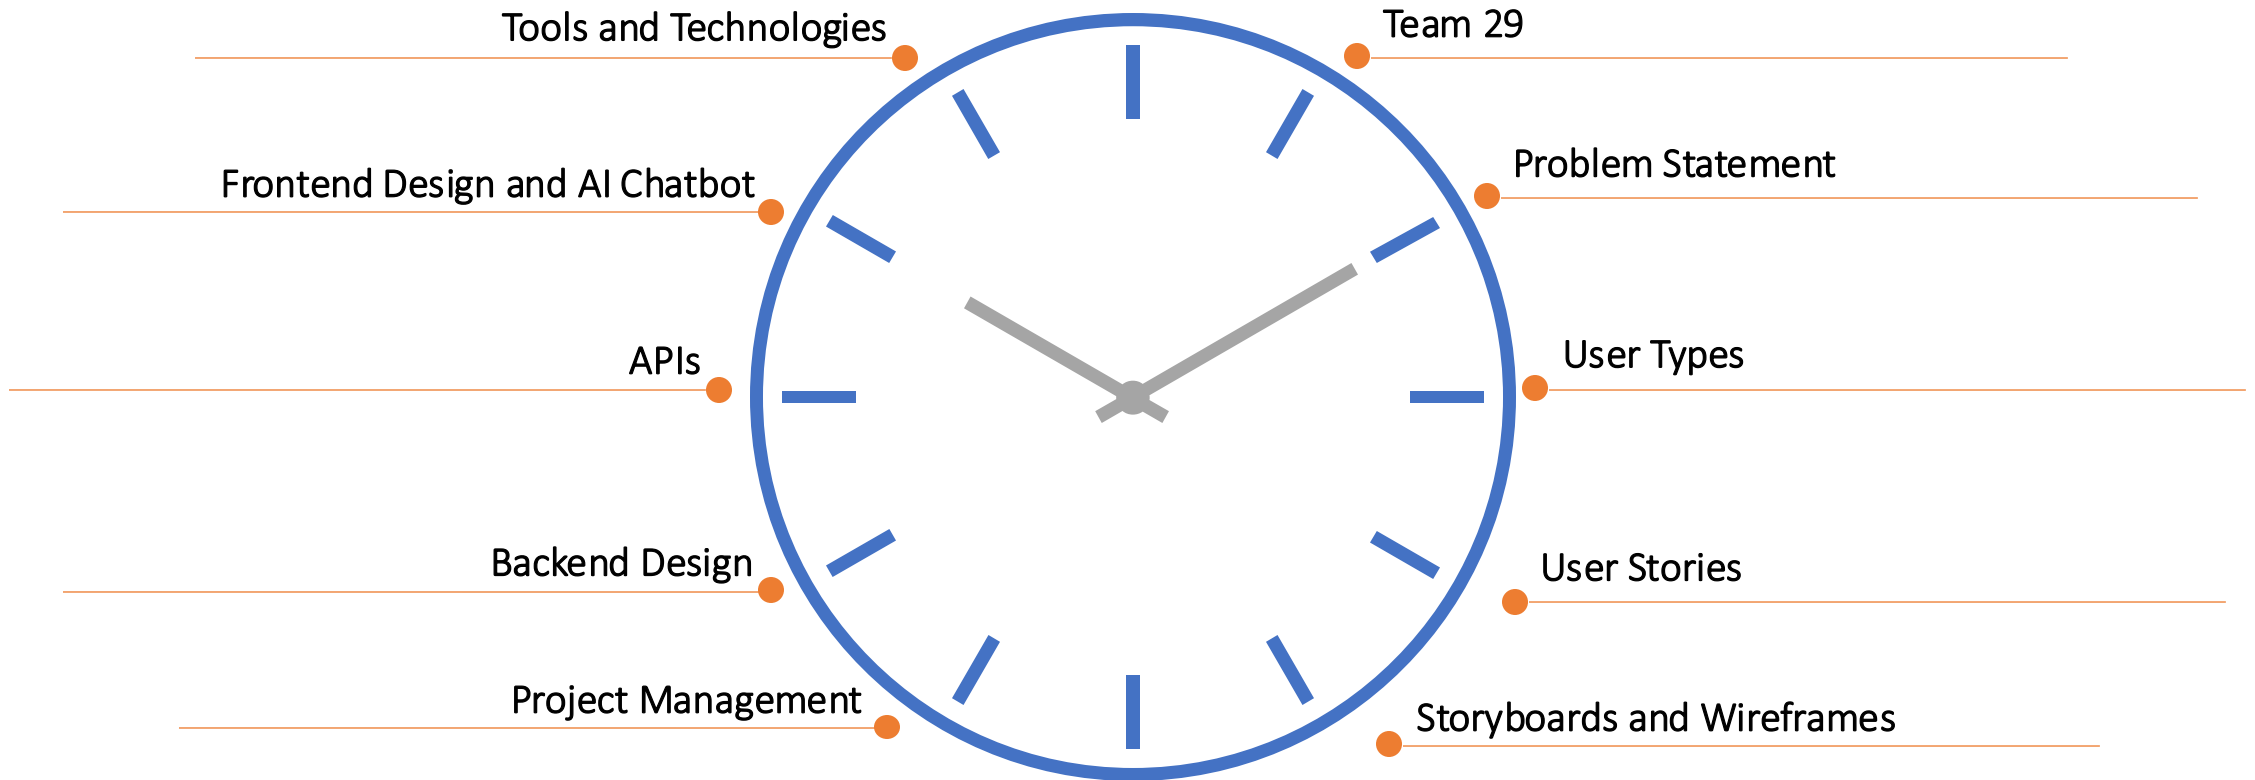 Tools and Technologies
Team 29
Frontend Design and AI Chatbot
Problem Statement
APIs
User Types
Backend Design
User Stories
Project Management
Storyboards and Wireframes